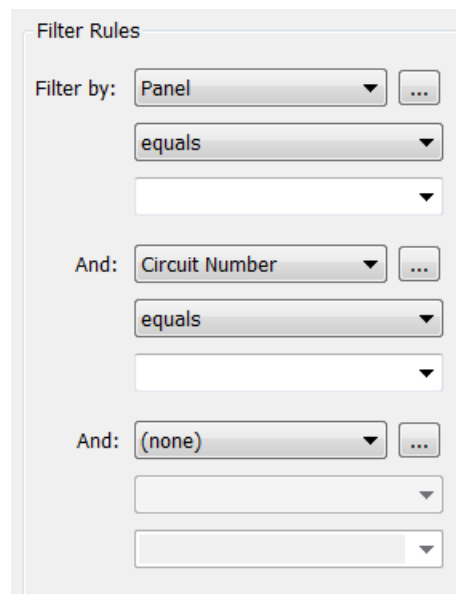 Filter Rules
Filter by: Panel ...
equals
And: Circuit Number ...
equals
And: (none) ...